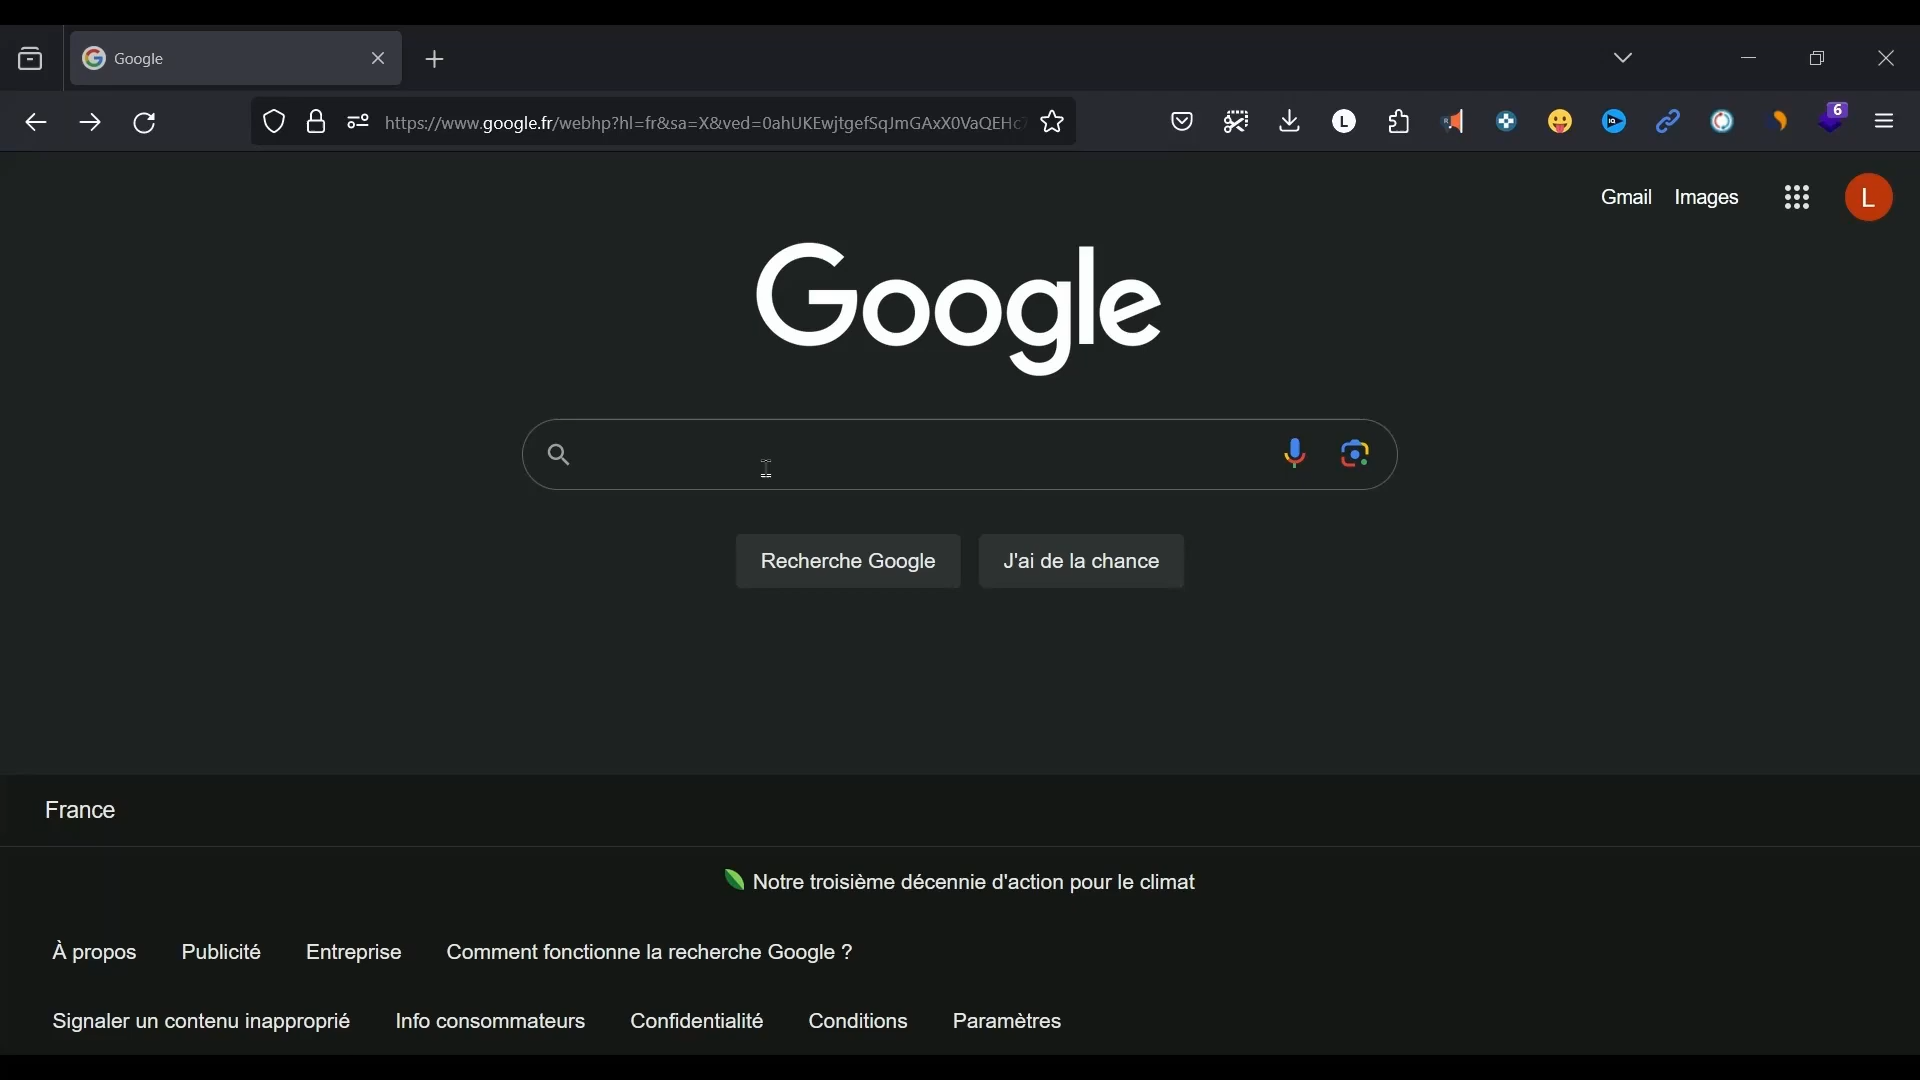 Google
https://www.google.fr/webhp?hl=fr&sa=X&ved=0ahUKEwjtgefSqJmGAxX0VaQEHc
L
6
Gmail Images
L
Google
Recherche Google J'ai de la chance
France
Notre troisième décennie d'action pour le climat
À propos Publicité Entreprise Comment fonctionne la recherche Google ?
Signaler un contenu inapproprié Info consommateurs Confidentialité Conditions Paramètres